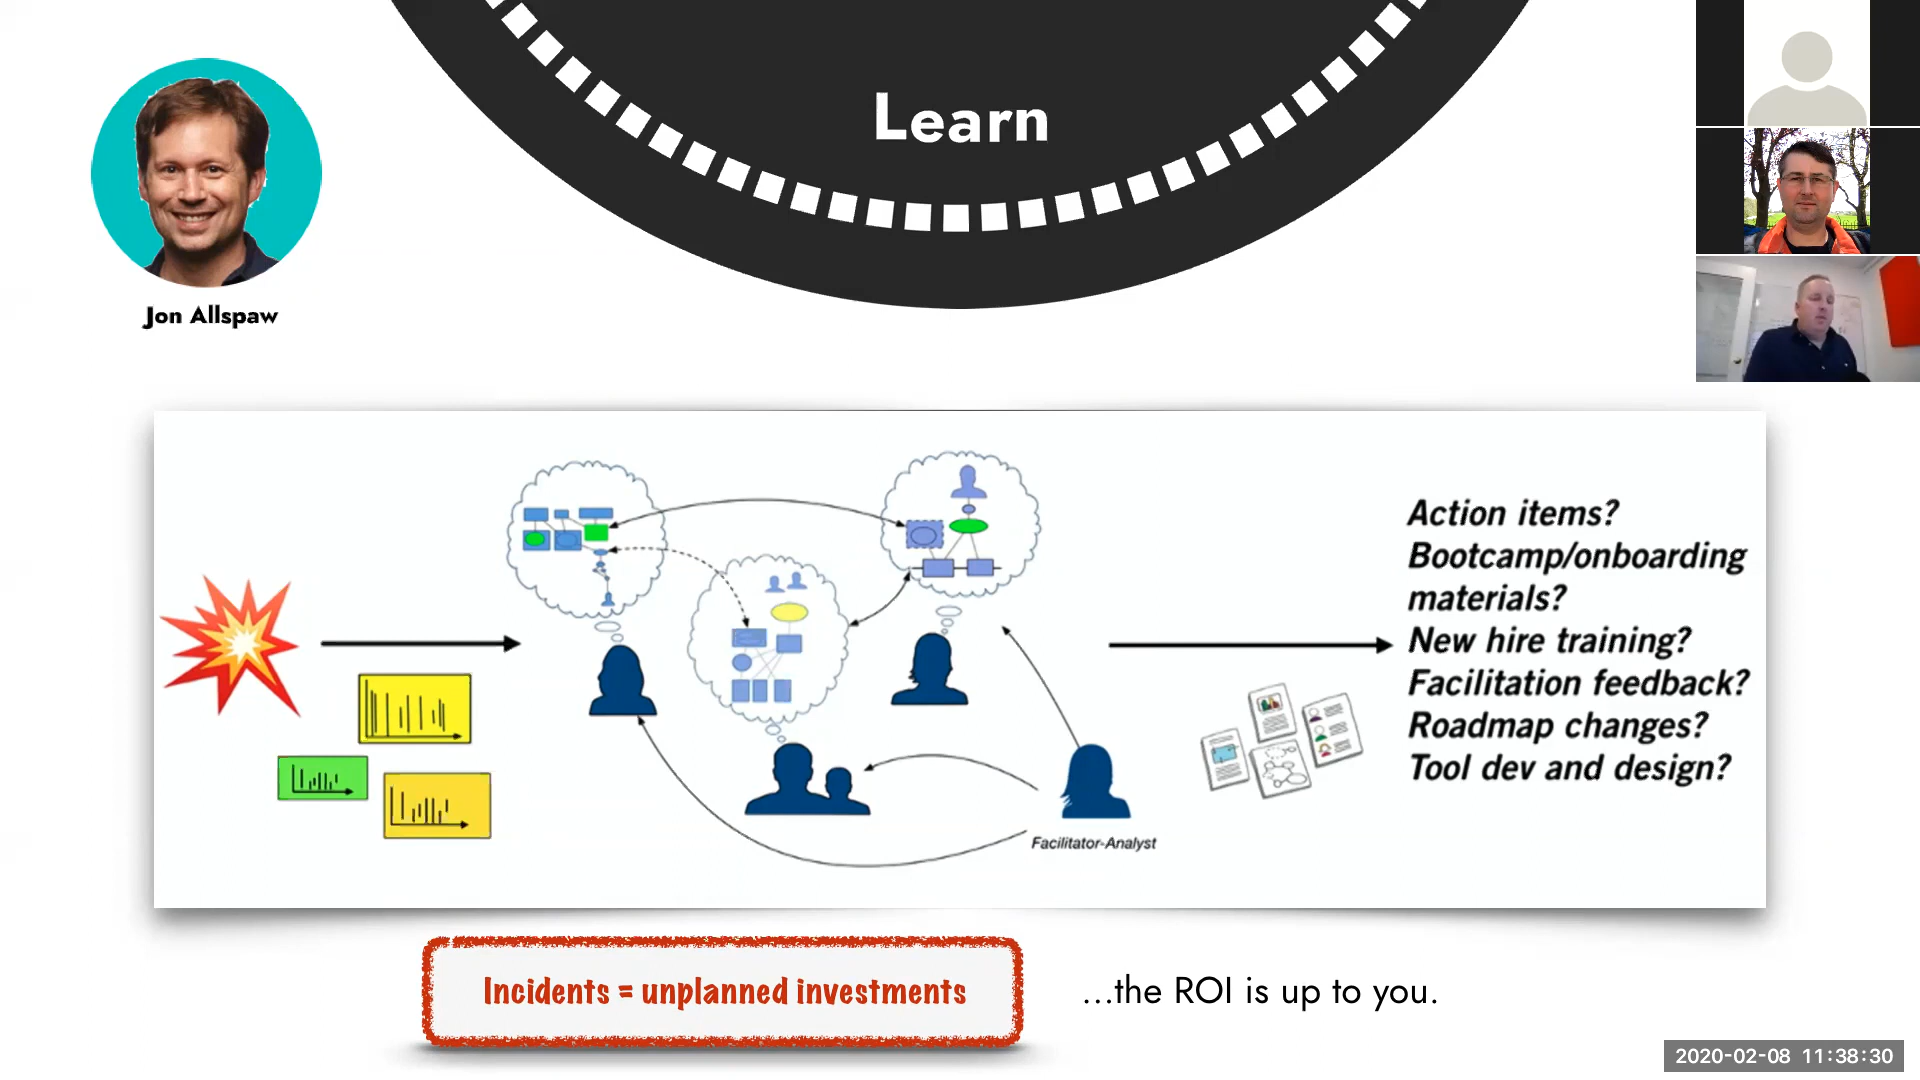 Learn
Jon Allspaw
Action items?
Bootcamp/onboarding
materials?
New hire training?
Facilitation feedback?
Roadmap changes?
Tool dev and design?
Facilitator-Analyst
Incidents = unplanned investments
...the ROI is up to you.
2020-02-08 11:38:30